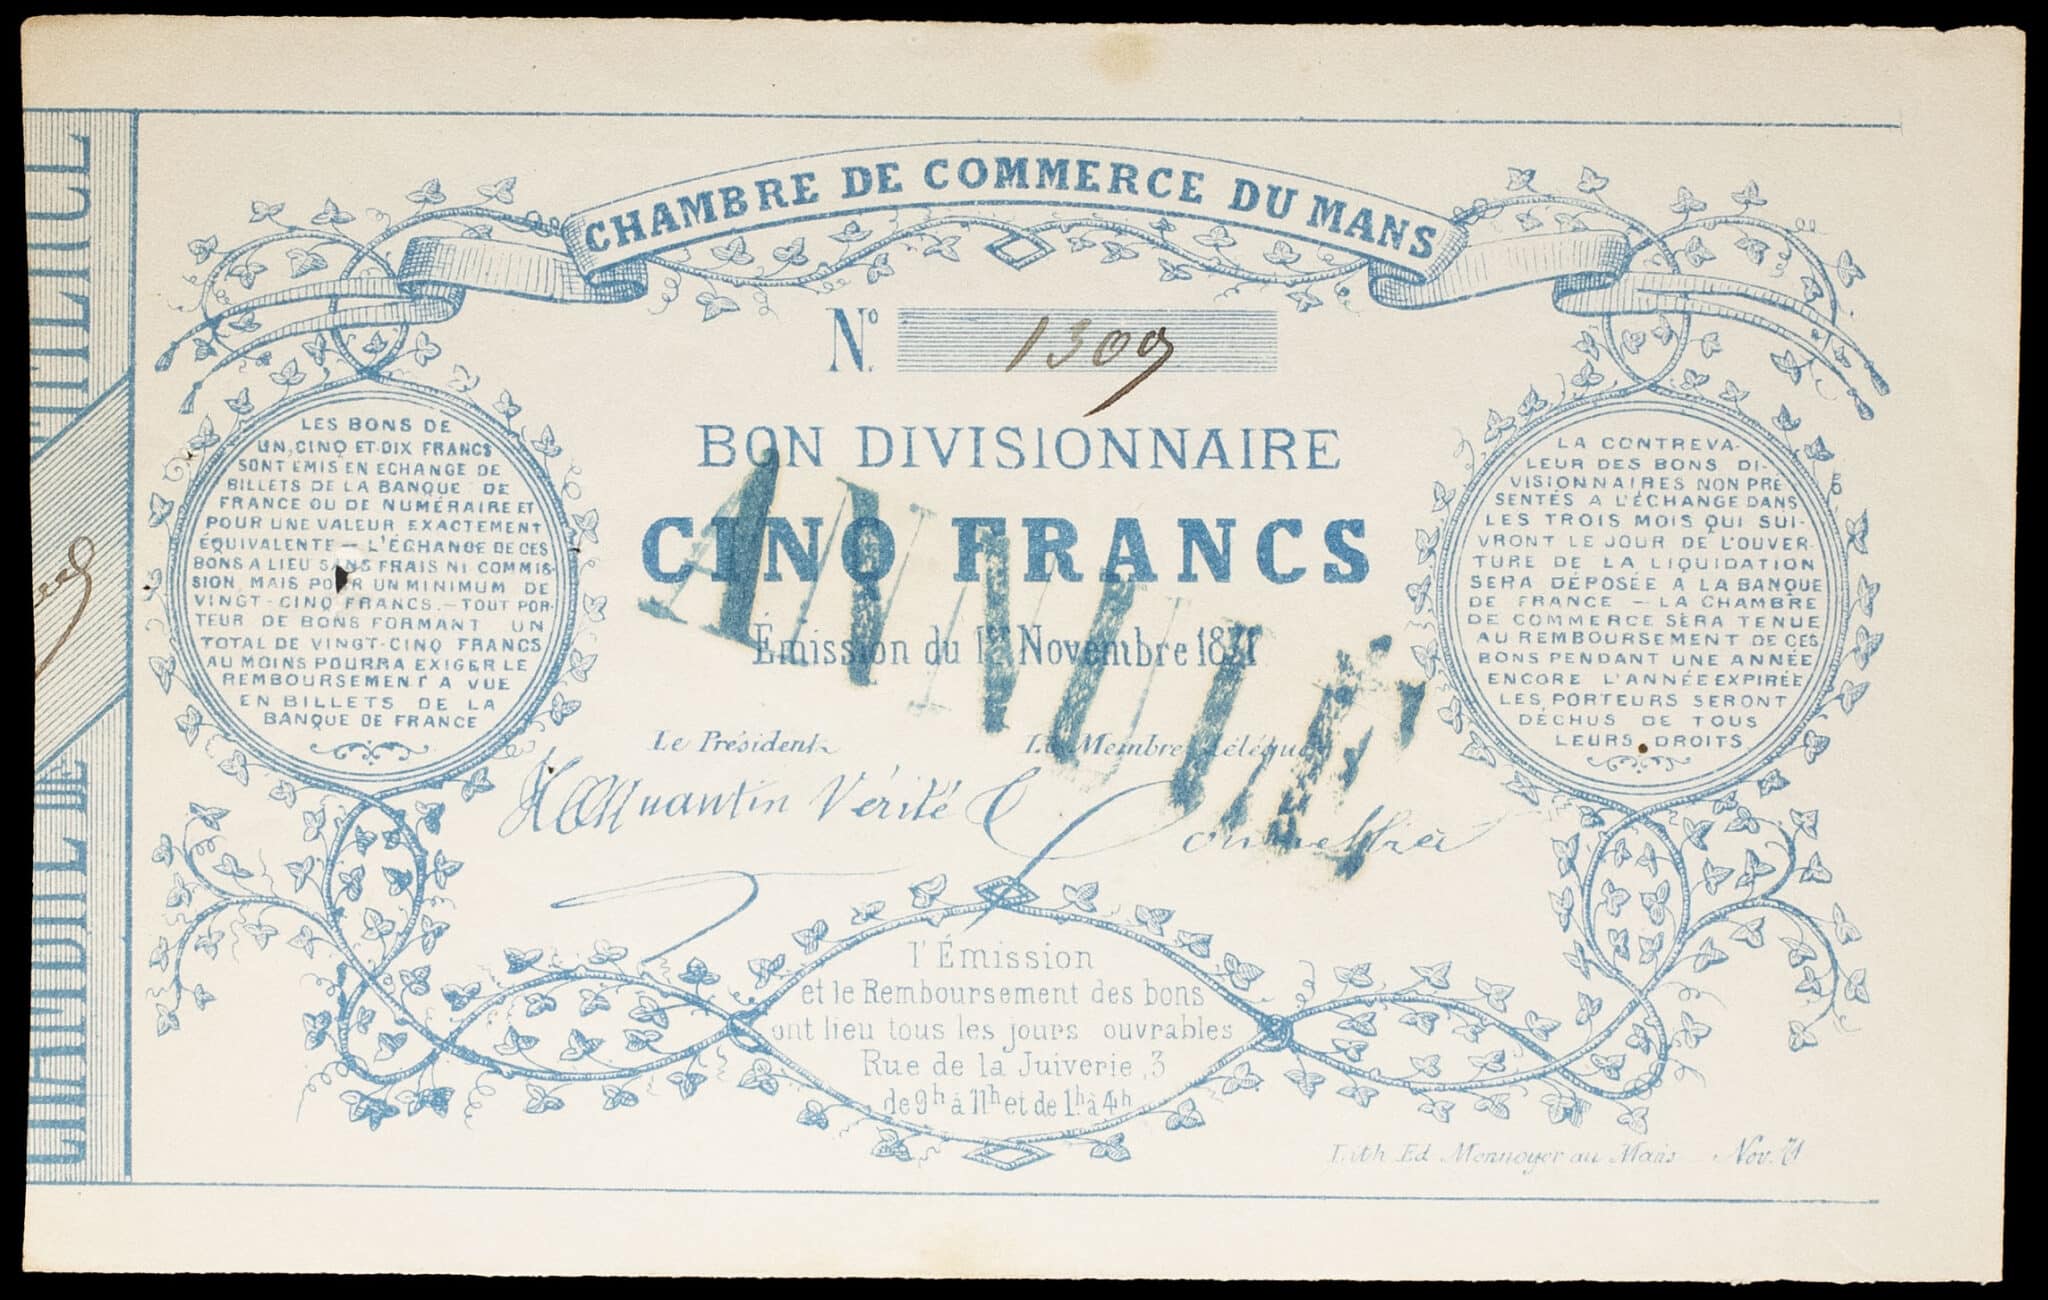 CHAMBRE DE COMMERCE DU MANS
N° 1309
BON DIVISIONNAIRE
CINQ FRANCS
Émission du 1er Novembre 1871
ANNULÉ
Le Président
Le Membre Délégué
Quantin Vérité
LES BONS DE
UN, CINQ ET DIX FRANCS
SONT EMIS EN ECHANGE DE
BILLETS DE LA BANQUE DE
FRANCE OU DE NUMÉRAIRE ET
POUR UNE VALEUR EXACTEMENT
ÉQUIVALENTE – L'ÉCHANGE DE CES
BONS A LIEU SANS FRAIS NI COMMIS-
SION, MAIS POUR UN MINIMUM DE
VINGT-CINQ FRANCS.–TOUT POR-
TEUR DE BONS FORMANT UN
TOTAL DE VINGT-CINQ FRANCS
AU MOINS POURRA EXIGER LE
REMBOURSEMENT A VUE
EN BILLETS DE LA
BANQUE DE FRANCE
LA CONTREVA-
LEUR DES BONS DI-
VISIONNAIRES NON PRÉ-
SENTÉS A L'ÉCHANGE DANS
LES TROIS MOIS QUI SUI-
VRONT LE JOUR DE L'OUVER-
TURE DE LA LIQUIDATION
SERA DÉPOSÉE A LA BANQUE
DE FRANCE – LA CHAMBRE
DE COMMERCE SERA TENUE
AU REMBOURSEMENT DE CES
BONS PENDANT UNE ANNÉE
ENCORE L'ANNÉE EXPIRÉE
LES PORTEURS SERONT
DÉCHUS DE TOUS
LEURS DROITS
l'Émission
et le Remboursement des bons
ont lieu tous les jours ouvrables
Rue de la Juiverie, 3
de 9h à 11h et de 1h à 4h
Lith Ed Monnoyer au Mans Nov. 71